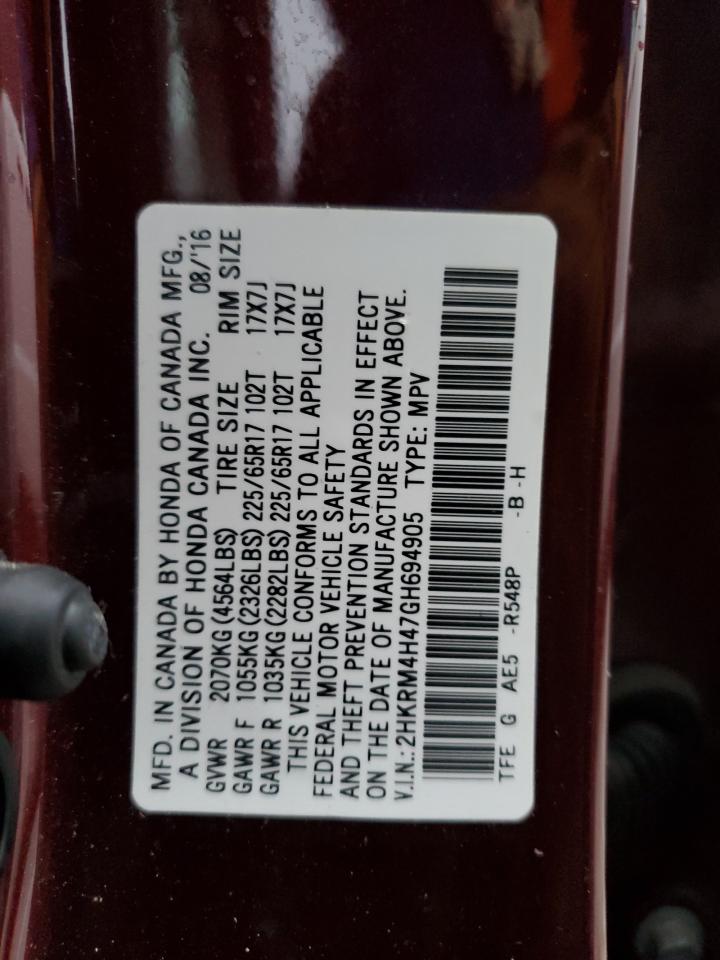 MFD. IN CANADA BY HONDA OF CANADA MFG.,
A DIVISION OF HONDA CANADA INC. 08/'16
GVWR 2070KG(4564LBS) TIRE SIZE RIM SIZE
GAWR F 1055KG(2326LBS) 225/65R17 102T 17X7J
GAWR R 1035KG(2282LBS) 225/65R17 102T 17X7J
THIS VEHICLE CONFORMS TO ALL APPLICABLE
FEDERAL MOTOR VEHICLE SAFETY
AND THEFT PREVENTION STANDARDS IN EFFECT
ON THE DATE OF MANUFACTURE SHOWN ABOVE.
V.I.N.:2HKRM4H47GH694905 TYPE: MPV
TFE G AE5 -R548P -B -H